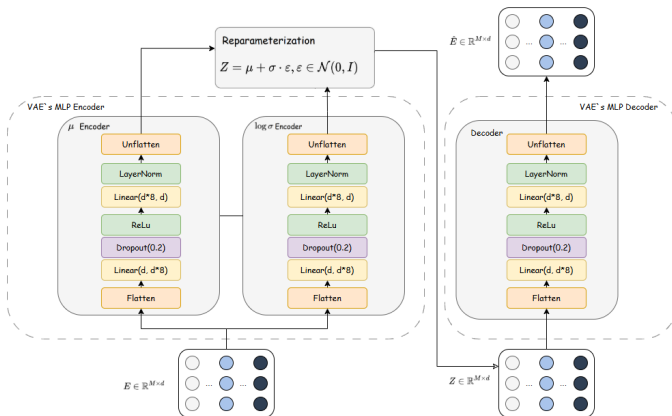 Reparameterization
Z = μ + σ · ε, ε ∈ 𝒩(0, I)
Ê ∈ ℝ^{M×d}
... ...
VAE`s MLP Encoder
VAE`s MLP Decoder
μ Encoder
Unflatten
LayerNorm
Linear(d*8, d)
ReLu
Dropout(0.2)
Linear(d, d*8)
Flatten
log σ Encoder
Unflatten
LayerNorm
Linear(d*8, d)
ReLu
Dropout(0.2)
Linear(d, d*8)
Flatten
Decoder
Unflatten
LayerNorm
Linear(d*8, d)
ReLu
Dropout(0.2)
Linear(d, d*8)
Flatten
E ∈ ℝ^{M×d}
... ...
Z ∈ ℝ^{M×d}
... ...